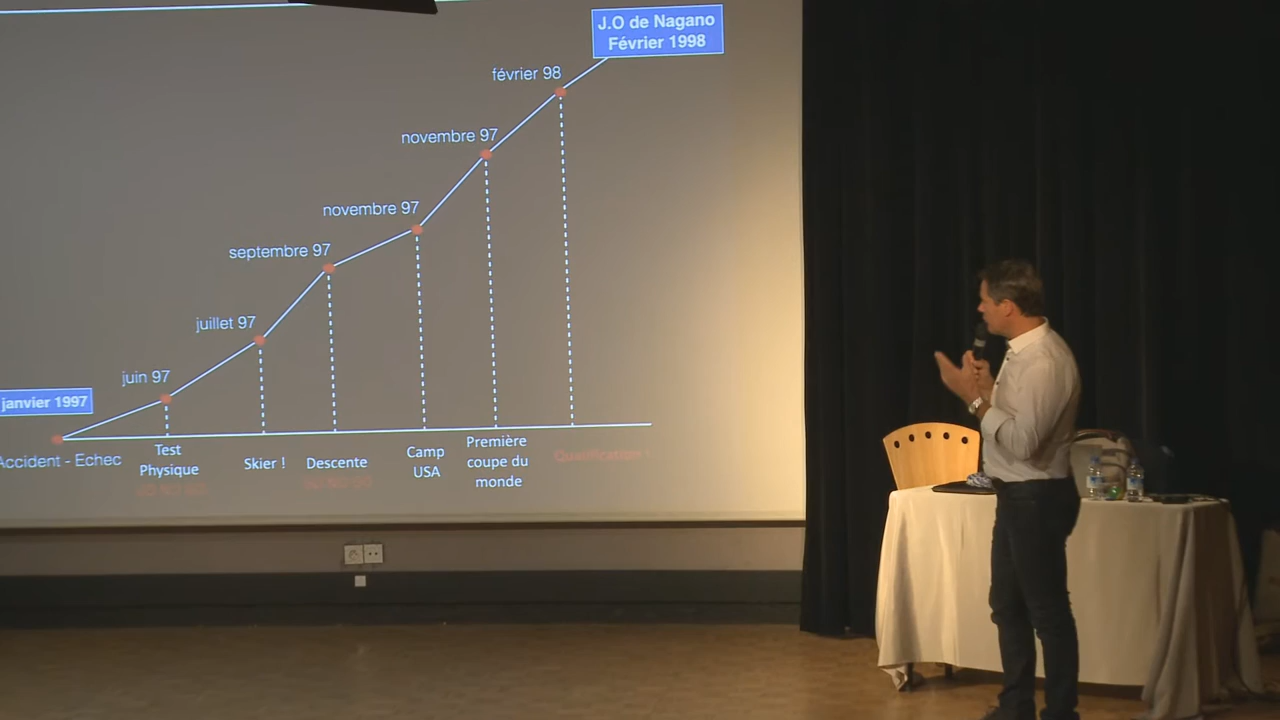 J.O de Nagano
Février 1998
février 98
novembre 97
novembre 97
septembre 97
juillet 97
juin 97
janvier 1997
Accident - Echec
Test
Physique
Skier !
Descente
Camp
USA
Première
coupe du
monde
Qualification !